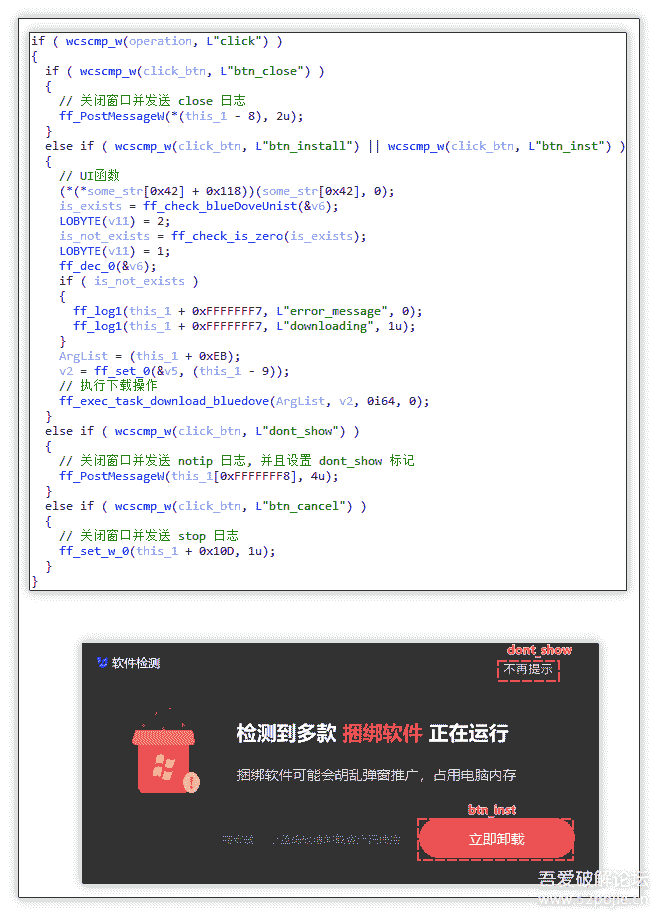 if ( wcscmp_w(operation, L"click") )
{
if ( wcscmp_w(click_btn, L"btn_close") )
{
// 关闭窗口并发送 close 日志
ff_PostMessageW(*(this_1 - 8), 2u);
}
else if ( wcscmp_w(click_btn, L"btn_install") || wcscmp_w(click_btn, L"btn_inst") )
{
// UI函数
(*(*some_str[0x42] + 0x118))(some_str[0x42], 0);
is_exists = ff_check_blueDoveUnist(&v6);
LOBYTE(v11) = 2;
is_not_exists = ff_check_is_zero(is_exists);
LOBYTE(v11) = 1;
ff_dec_0(&v6);
if ( is_not_exists )
{
ff_log1(this_1 + 0xFFFFFFF7, L"error_message", 0);
ff_log1(this_1 + 0xFFFFFFF7, L"downloading", 1u);
}
ArgList = (this_1 + 0xEB);
v2 = ff_set_0(&v5, (this_1 - 9));
// 执行下载操作
ff_exec_task_download_bluedove(ArgList, v2, 0i64, 0);
}
else if ( wcscmp_w(click_btn, L"dont_show") )
{
// 关闭窗口并发送 notip 日志, 并且设置 dont_show 标记
ff_PostMessageW(this_1[0xFFFFFFF8], 4u);
}
else if ( wcscmp_w(click_btn, L"btn_cancel") )
{
// 关闭窗口并发送 stop 日志
ff_set_w_0(this_1 + 0x10D, 1u);
}
}
dont_show
软件检测
不再提示
检测到多款 捆绑软件 正在运行
捆绑软件可能会胡乱弹窗推广，占用电脑内存
btn_inst
立即卸载
吾爱破解论坛
www.52pojie.cn